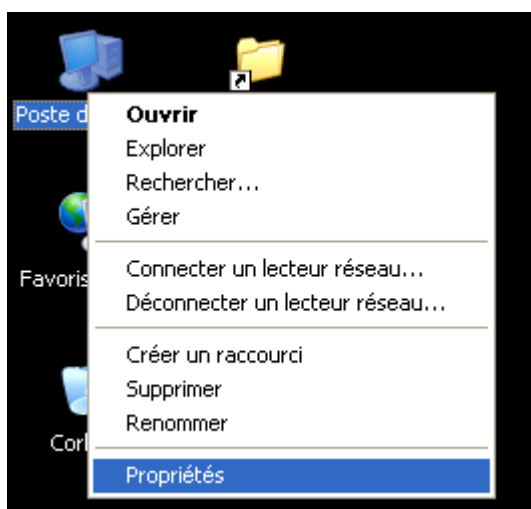 Poste d
Ouvrir
Explorer
Rechercher...
Gérer
Favoris
Connecter un lecteur réseau...
Déconnecter un lecteur réseau...
Créer un raccourci
Supprimer
Renommer
Corl
Propriétés